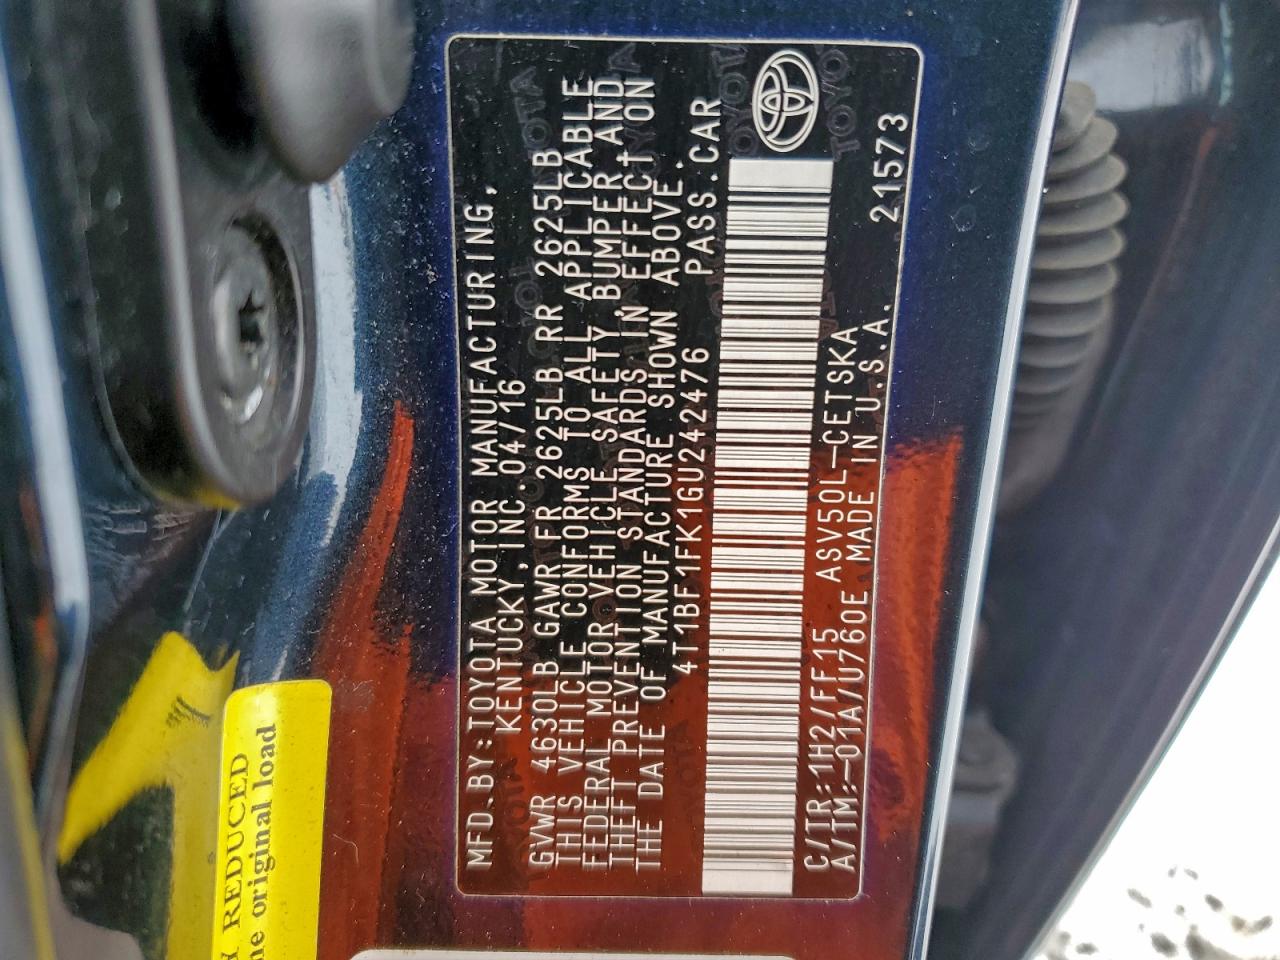 MFD.BY:TOYOTA MOTOR MANUFACTURING,
KENTUCKY, INC. 04/16
GVWR 4630LB GAWR FR 2625LB RR 2625LB
THIS VEHICLE CONFORMS TO ALL APPLICABLE
FEDERAL MOTOR VEHICLE SAFETY, BUMPER AND
THEFT PREVENTION STANDARDS IN EFFECT ON
THE DATE OF MANUFACTURE SHOWN ABOVE.
4T1BF1FK1GU242476 PASS.CAR
C/TR:1H2/FF15 ASV50L-CETSKA
A/TM:-01A/U760E MADE IN U.S.A. 21573
REDUCED
original load